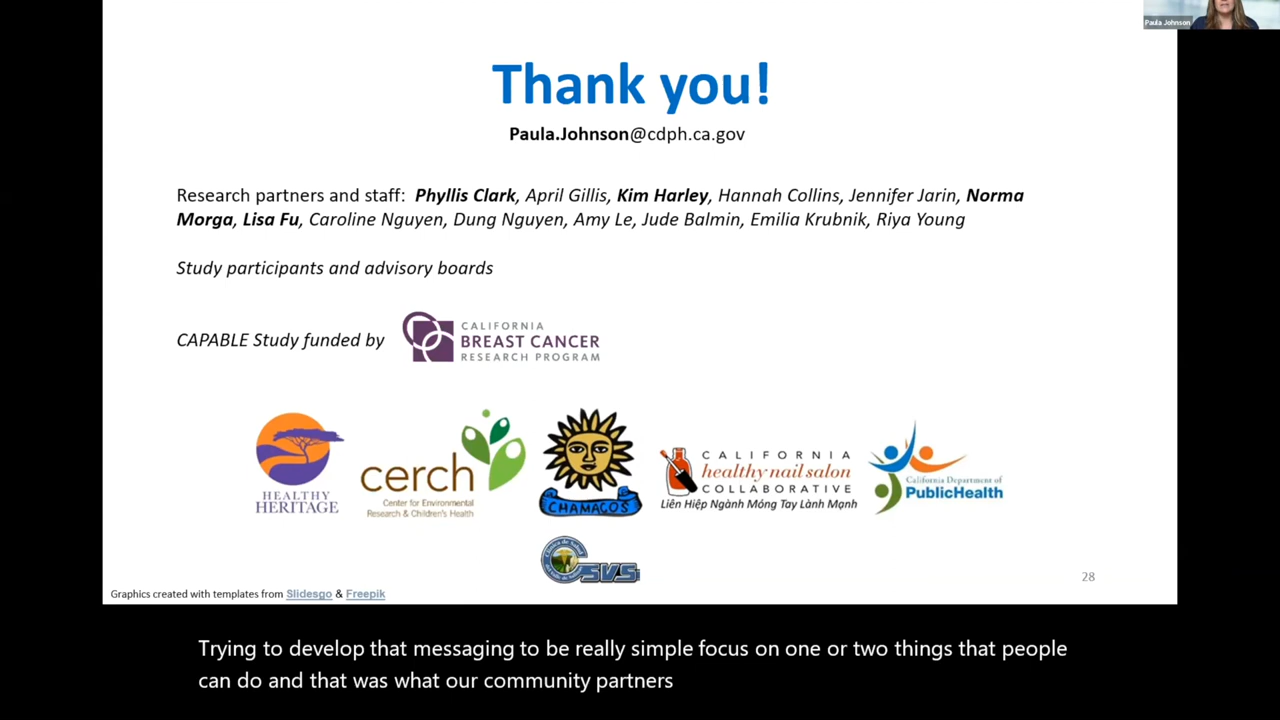 Paula Johnson
Thank you!
Paula.Johnson@cdph.ca.gov
Research partners and staff: Phyllis Clark, April Gillis, Kim Harley, Hannah Collins, Jennifer Jarin, Norma
Morga, Lisa Fu, Caroline Nguyen, Dung Nguyen, Amy Le, Jude Balmin, Emilia Krubnik, Riya Young
Study participants and advisory boards
CAPABLE Study funded by
CALIFORNIA
BREAST CANCER
RESEARCH PROGRAM
HEALTHY
HERITAGE
cerch
Center for Environmental
Research & Children's Health
CHAMACOS
CALIFORNIA
healthy nail salon
COLLABORATIVE
Liên Hiệp Ngành Móng Tay Lành Mạnh
California Department of
PublicHealth
Clinica de Salud
CSVS
28
Graphics created with templates from Slidesgo & Freepik
Trying to develop that messaging to be really simple focus on one or two things that people
can do and that was what our community partners